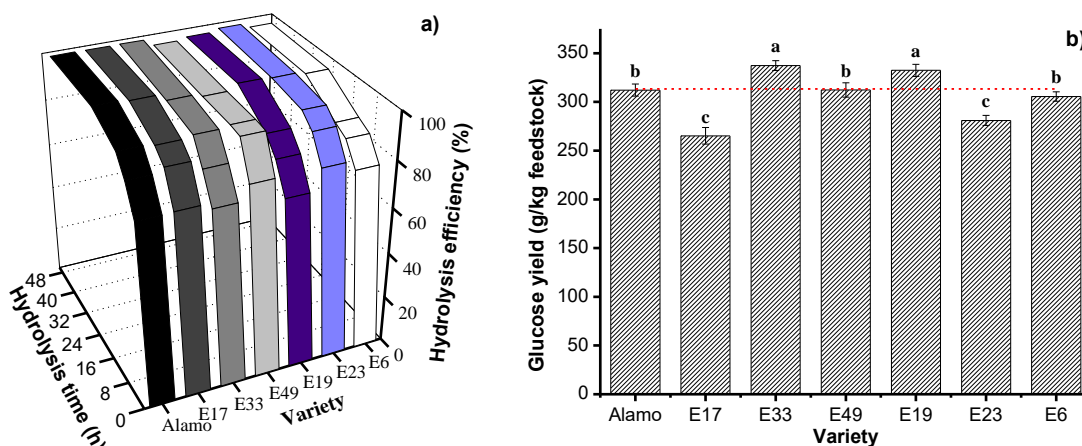 a)
100
80
60
40
20
0
Hydrolysis efficiency (%)
48
40
32
24
16
8
0
Hydrolysis time (h)
Alamo
E17
E33
E49
E19
E23
E6
Variety
b)
350
300
250
200
150
100
50
0
Glucose yield (g/kg feedstock)
b
c
a
b
a
c
b
Alamo E17 E33 E49 E19 E23 E6
Variety